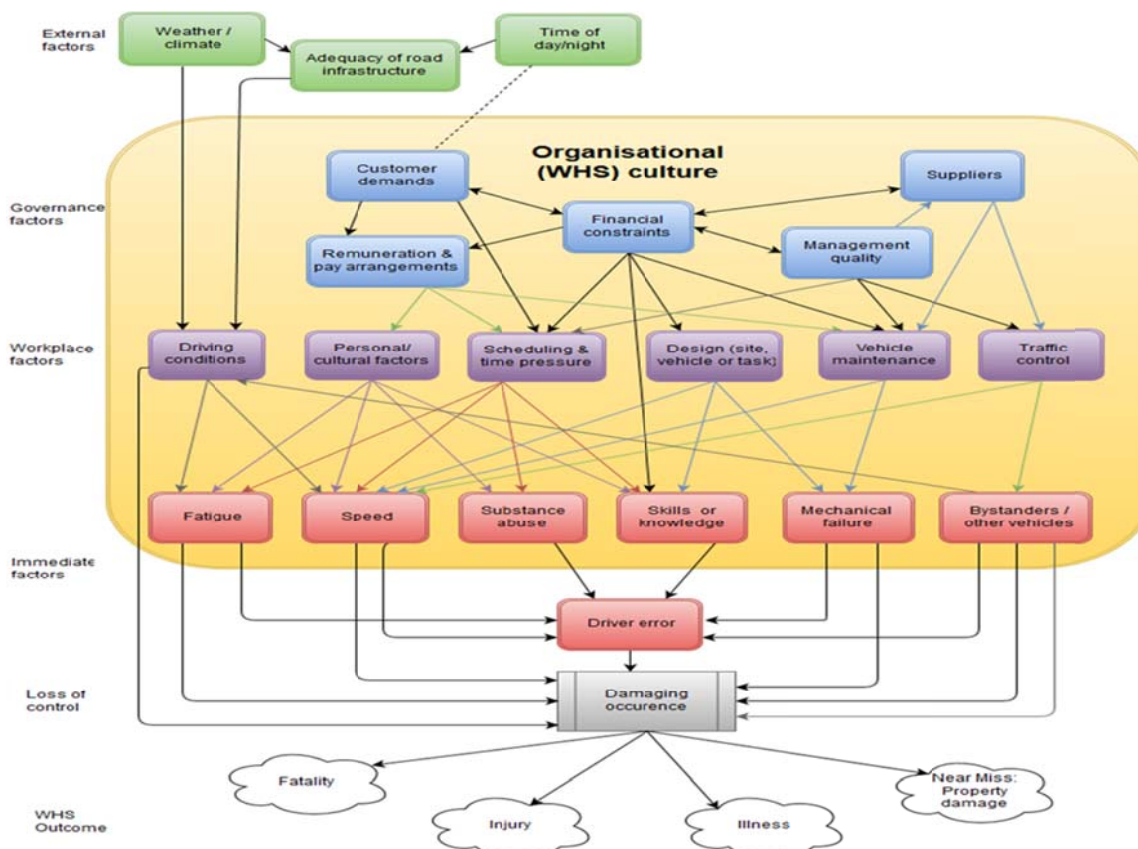 External
factors
Weather /
climate
Adequacy of road
infrastructure
Time of
day/night
Organisational
(WHS) culture
Governance
factors
Customer
demands
Financial
constraints
Suppliers
Remuneration &
pay arrangements
Management
quality
Workplace
factors
Driving
conditions
Personal/
cultural factors
Scheduling &
time pressure
Design (site,
vehicle or task)
Vehicle
maintenance
Traffic
control
Immediate
factors
Fatigue
Speed
Substance
abuse
Skills or
knowledge
Mechanical
failure
Bystanders /
other vehicles
Driver error
Loss of
control
Damaging
occurence
WHS
Outcome
Fatality
Injury
Illness
Near Miss:
Property
damage